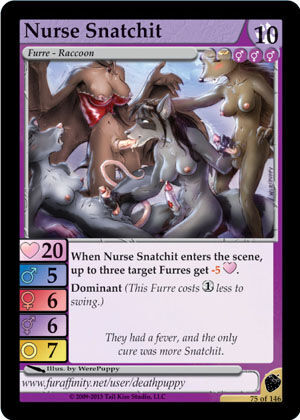 Nurse Snatchit
10
Furre - Raccoon
20
5
6
6
7
When Nurse Snatchit enters the scene,
up to three target Furres get -5 .
Dominant (This Furre costs 1 less to
swing.)
They had a fever, and the only
cure was more Snatchit.
Illus. by WerePuppy
www.furaffinity.net/user/deathpuppy
© 2009-2013 Tail Kise Studio, LLC
75 of 146